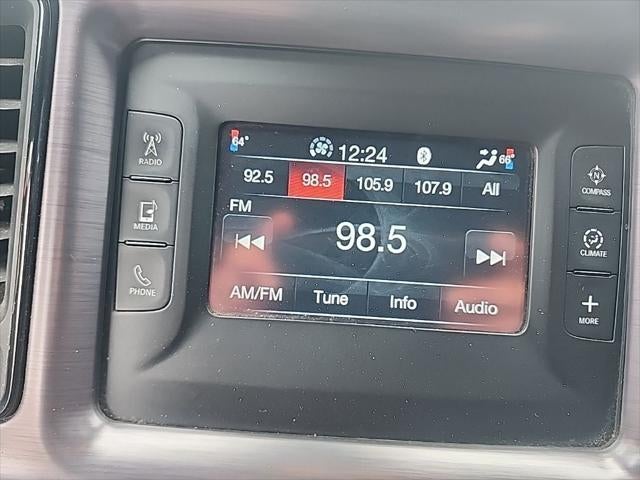 RADIO
MEDIA
PHONE
64° 12:24 66°
92.5 98.5 105.9 107.9 All
FM
98.5
AM/FM Tune Info Audio
N
COMPASS
CLIMATE
+
MORE